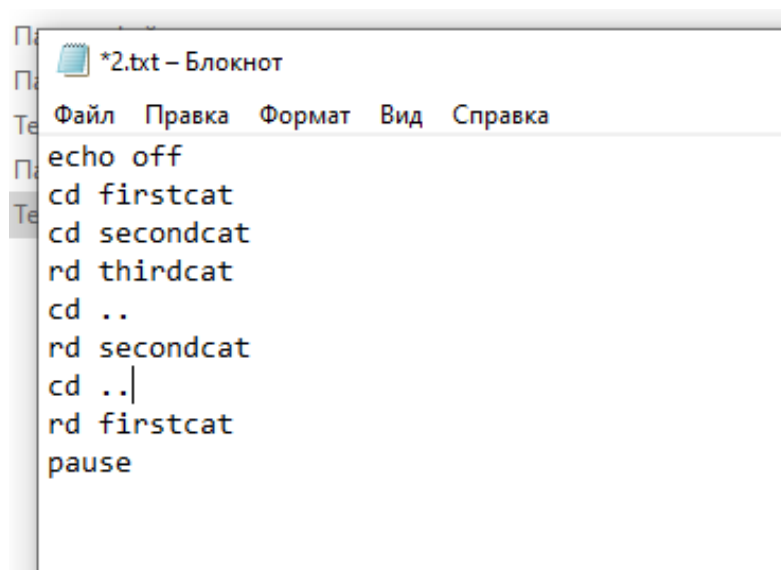 *2.txt – Блокнот
Файл Правка Формат Вид Справка
echo off
cd firstcat
cd secondcat
rd thirdcat
cd ..
rd secondcat
cd ..
rd firstcat
pause